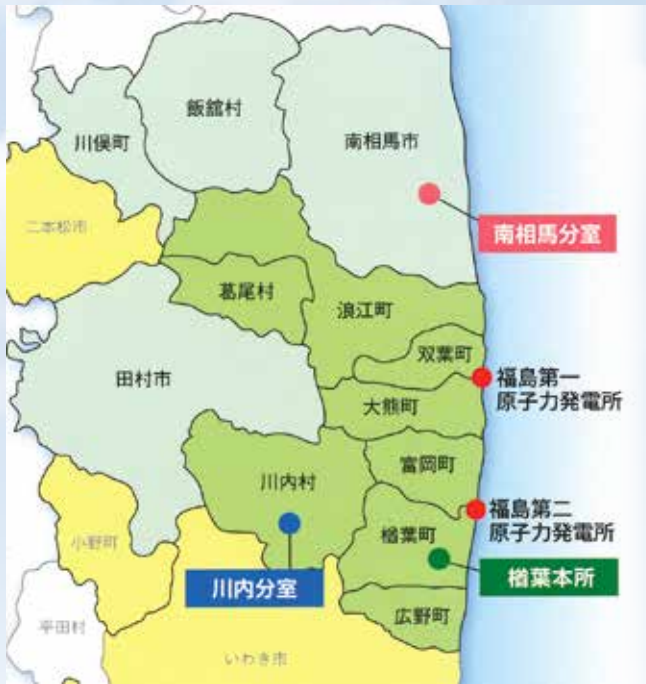 飯舘村
川俣町
南相馬市
二本松市
南相馬分室
葛尾村
浪江町
双葉町
田村市
福島第一
原子力発電所
大熊町
富岡町
川内村
福島第二
原子力発電所
小野町
楢葉町
楢葉本所
川内分室
広野町
平田村
いわき市